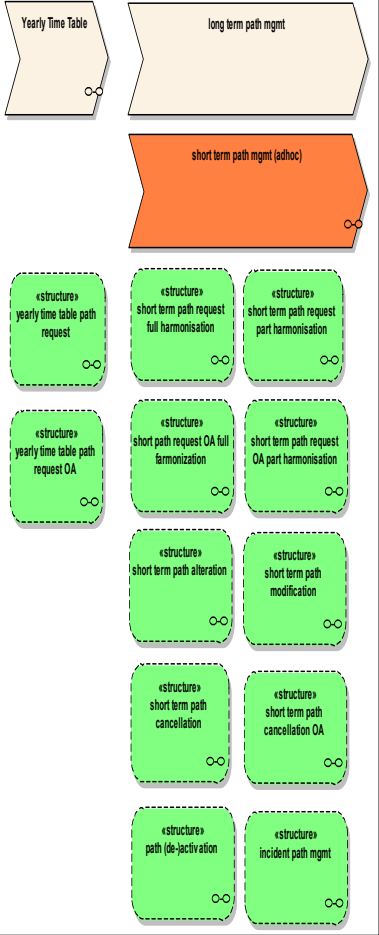 Yearly Time Table
long term path mgmt
short term path mgmt (adhoc)
«structure»
yearly time table path
request
«structure»
short term path request
full harmonisation
«structure»
short term path request
part harmonisation
«structure»
yearly time table path
request OA
«structure»
short path request OA full
farmonization
«structure»
short term path request
OA part harmonisation
«structure»
short term path alteration
«structure»
short term path
modification
«structure»
short term path
cancellation
«structure»
short term path
cancellation OA
«structure»
path (de-)activation
«structure»
incident path mgmt